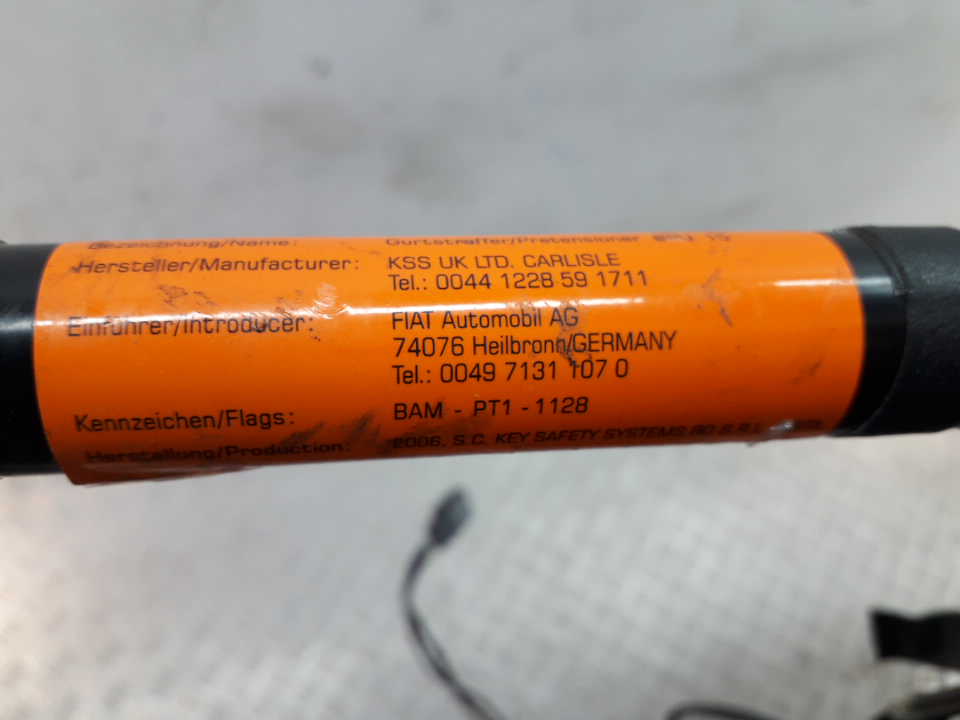 Bezeichnung/Name: Gurtstraffer/Pretensioner
Hersteller/Manufacturer: KSS UK LTD. CARLISLE
Tel.: 0044 1228 59 1711
Einführer/Introducer: FIAT Automobil AG
74076 Heilbronn/GERMANY
Tel.: 0049 7131 107 0
Kennzeichen/Flags: BAM - PT1 - 1128
Herstellung/Production: 2006, S.C. KEY SAFETY SYSTEMS RO S.R.L.